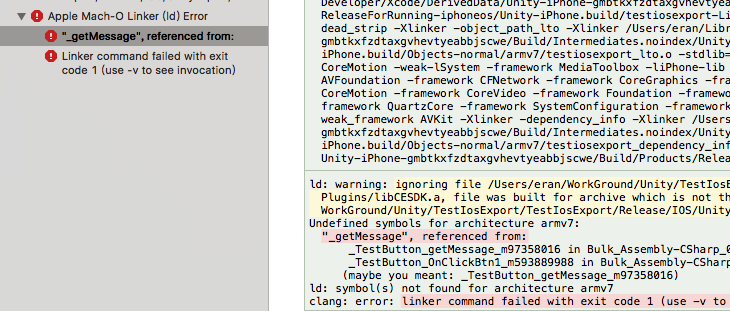 Apple Mach-O Linker (ld) Error
"_getMessage", referenced from:
Linker command failed with exit
code 1 (use -v to see invocation)
Developer/Xcode/DerivedData/Unity-iPhone-gmbtkxfzdtaxgvhevtyeabbjscwe/Build/
ReleaseForRunning-iphoneos/Unity-iPhone.build/testiosexport-Li
dead_strip -Xlinker -object_path_lto -Xlinker /Users/eran/Libr
gmbtkxfzdtaxgvhevtyeabbjscwe/Build/Intermediates.noindex/Unity
iPhone.build/Objects-normal/armv7/testiosexport_lto.o -stdlib=
CoreMotion -weak-lSystem -framework MediaToolbox -liPhone-lib
AVFoundation -framework CFNetwork -framework CoreGraphics -fra
CoreMotion -framework CoreVideo -framework Foundation -framewo
framework QuartzCore -framework SystemConfiguration -framework
weak_framework AVKit -Xlinker -dependency_info -Xlinker /Users
gmbtkxfzdtaxgvhevtyeabbjscwe/Build/Intermediates.noindex/Unity
iPhone.build/Objects-normal/armv7/testiosexport_dependency_inf
Unity-iPhone-gmbtkxfzdtaxgvhevtyeabbjscwe/Build/Products/Relea
ld: warning: ignoring file /Users/eran/WorkGround/Unity/TestIosE
Plugins/libCESDK.a, file was built for archive which is not th
WorkGround/Unity/TestIosExport/TestIosExport/Release/IOS/Unity
Undefined symbols for architecture armv7:
"_getMessage", referenced from:
_TestButton_getMessage_m97358016 in Bulk_Assembly-CSharp_0
_TestButton_OnClickBtn1_m593889988 in Bulk_Assembly-CSharp
(maybe you meant: _TestButton_getMessage_m97358016)
ld: symbol(s) not found for architecture armv7
clang: error: linker command failed with exit code 1 (use -v to